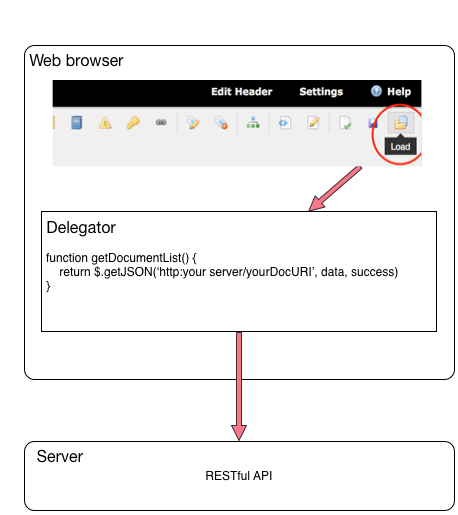 Web browser
Edit Header Settings Help
Load
Delegator
function getDocumentList() {
return $.getJSON(‘http:your server/yourDocURI’, data, success)
}
Server
RESTful API